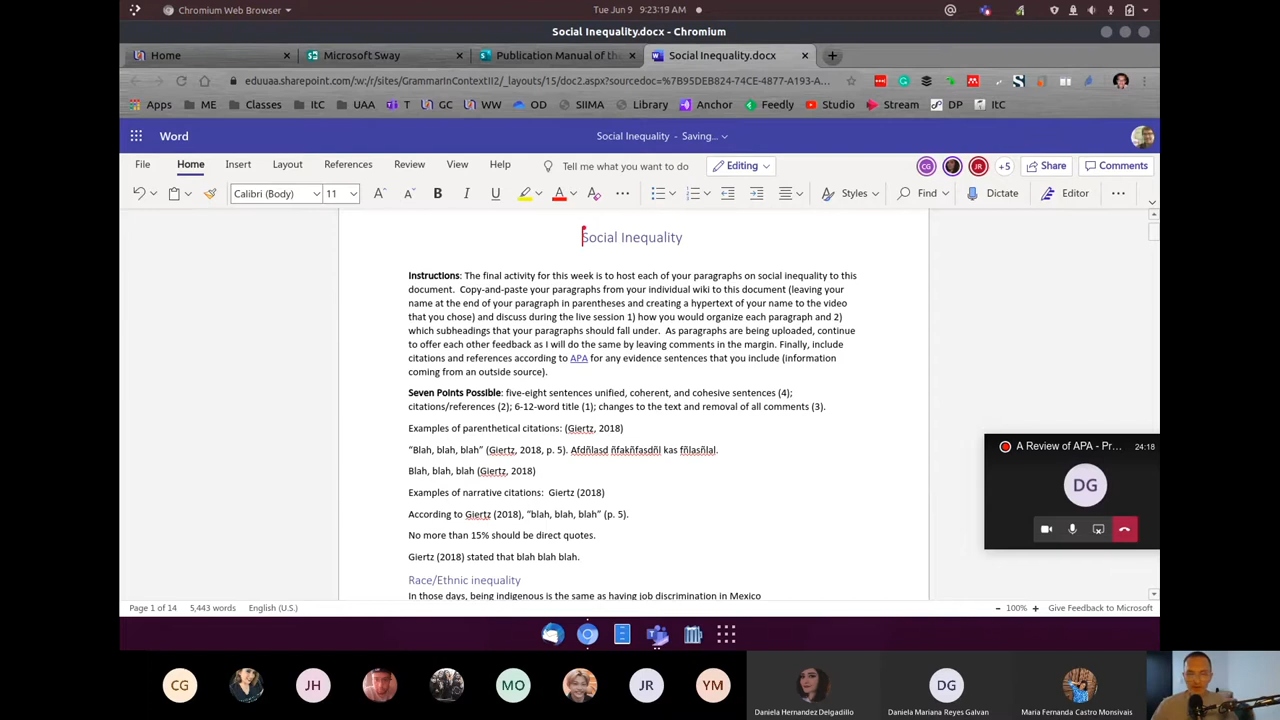 Chromium Web Browser
Tue Jun 9 9:23:19 AM
Social Inequality.docx - Chromium
Home
Microsoft Sway
Publication Manual of the
Social Inequality.docx
eduuaa.sharepoint.com/:w:/r/sites/GrammarInContextII2/_layouts/15/doc2.aspx?sourcedoc=%7B95DEB824-74CE-4877-A193-A...
Apps ME Classes ItC UAA T GC WW OD SIIMA Library Anchor Feedly Studio Stream DP ItC
Word
Social Inequality - Saving...
File Home Insert Layout References Review View Help Tell me what you want to do Editing CG JR +5 Share Comments
Calibri (Body) 11 B I U A Styles Find Dictate Editor
Social Inequality
Instructions: The final activity for this week is to host each of your paragraphs on social inequality to this
document. Copy-and-paste your paragraphs from your individual wiki to this document (leaving your
name at the end of your paragraph in parentheses and creating a hypertext of your name to the video
that you chose) and discuss during the live session 1) how you would organize each paragraph and 2)
which subheadings that your paragraphs should fall under. As paragraphs are being uploaded, continue
to offer each other feedback as I will do the same by leaving comments in the margin. Finally, include
citations and references according to APA for any evidence sentences that you include (information
coming from an outside source).
Seven Points Possible: five-eight sentences unified, coherent, and cohesive sentences (4);
citations/references (2); 6-12-word title (1); changes to the text and removal of all comments (3).
Examples of parenthetical citations: (Giertz, 2018)
“Blah, blah, blah” (Giertz, 2018, p. 5). Afdñlasd ñfakñfasdñl kas fñlasñlal.
Blah, blah, blah (Giertz, 2018)
Examples of narrative citations: Giertz (2018)
According to Giertz (2018), “blah, blah, blah” (p. 5).
No more than 15% should be direct quotes.
Giertz (2018) stated that blah blah blah.
Race/Ethnic inequality
In those days, being indigenous is the same as having job discrimination in Mexico
A Review of APA - Pr... 24:18
DG
Page 1 of 14 5,443 words English (U.S.) 100% Give Feedback to Microsoft
CG JH MO JR YM DG
Daniela Hernandez Delgadillo Daniela Mariana Reyes Galvan Maria Fernanda Castro Monsivais